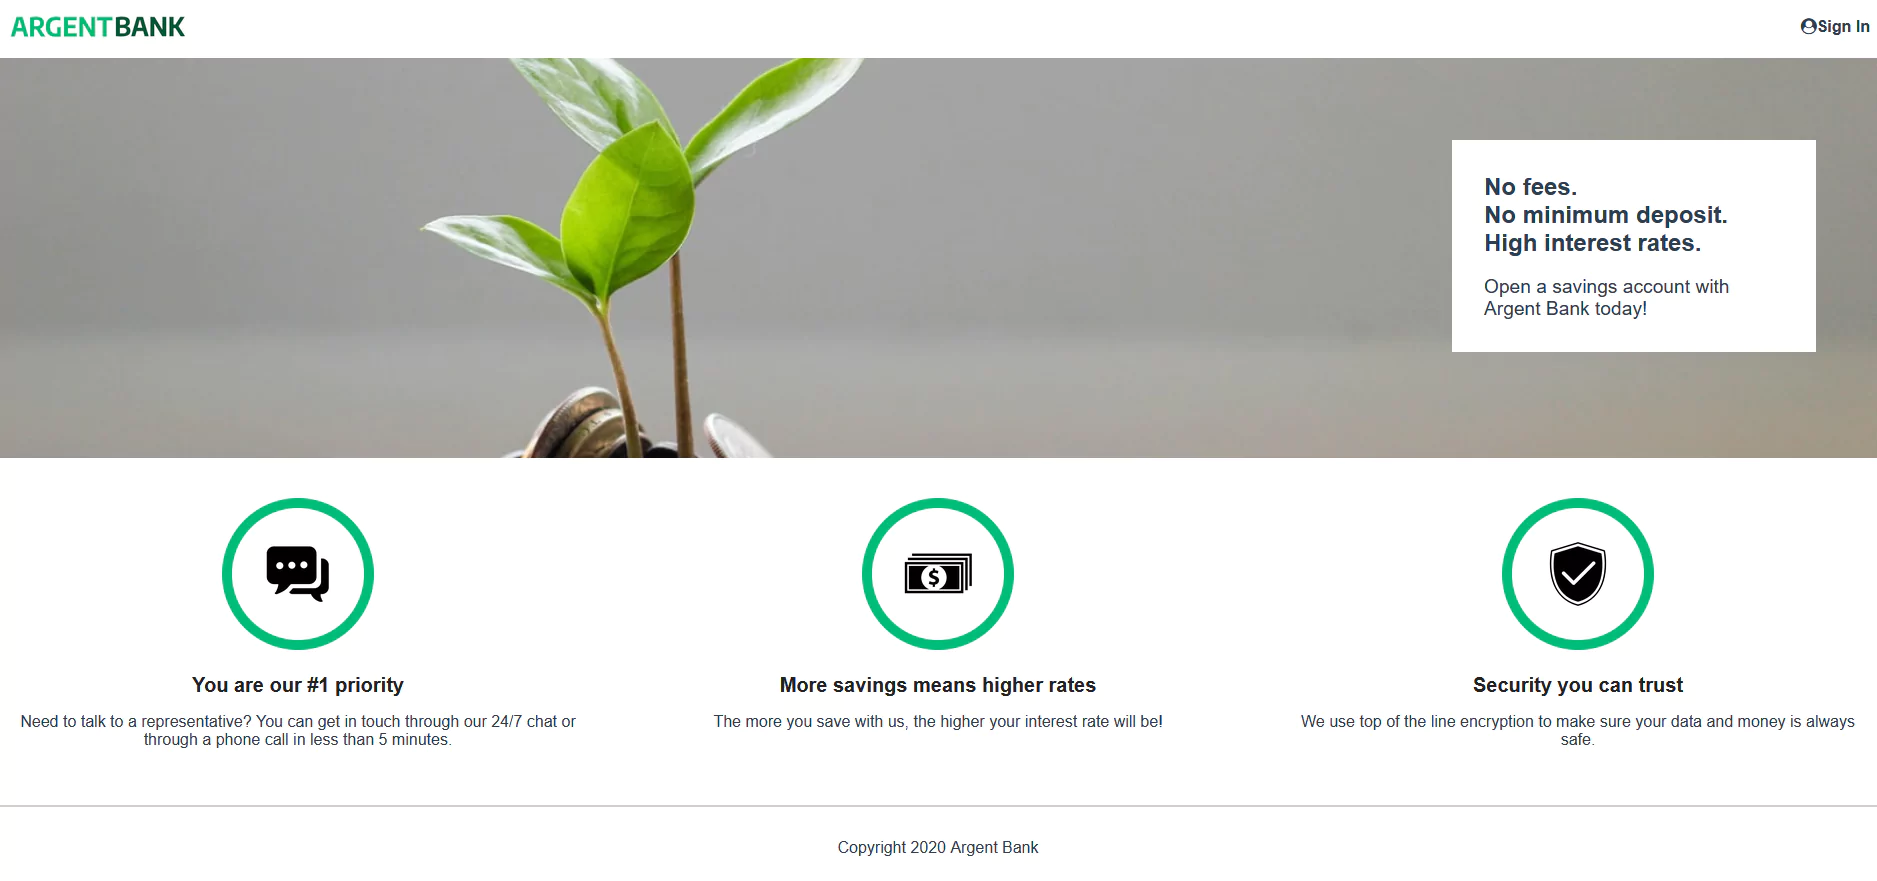 ARGENTBANK
Sign In
No fees.
No minimum deposit.
High interest rates.
Open a savings account with
Argent Bank today!
You are our #1 priority
Need to talk to a representative? You can get in touch through our 24/7 chat or
through a phone call in less than 5 minutes.
$
More savings means higher rates
The more you save with us, the higher your interest rate will be!
Security you can trust
We use top of the line encryption to make sure your data and money is always
safe.
Copyright 2020 Argent Bank